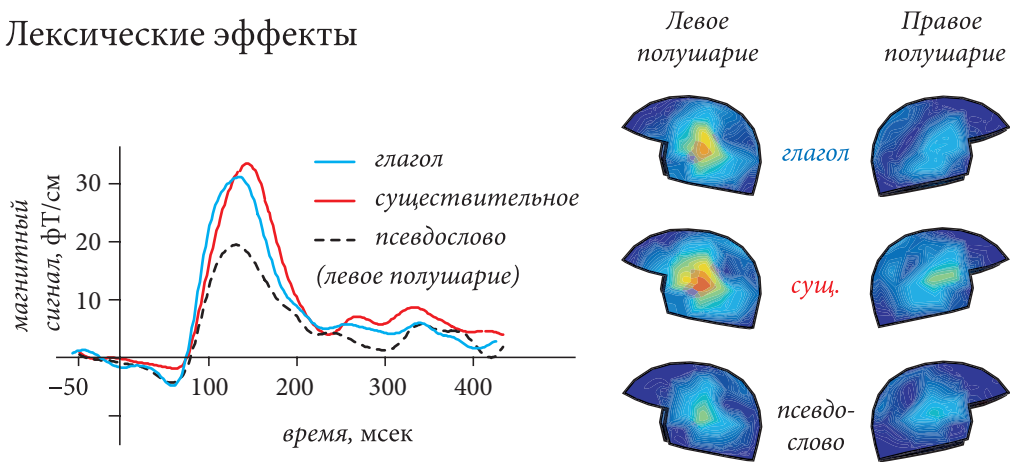 Лексические эффекты
Левое
полушарие
Правое
полушарие
магнитный
сигнал, фТ/см
30
20
10
глагол
существительное
псевдослово
(левое полушарие)
−50
100
200
300
400
время, мсек
глагол
сущ.
псевдо-
слово